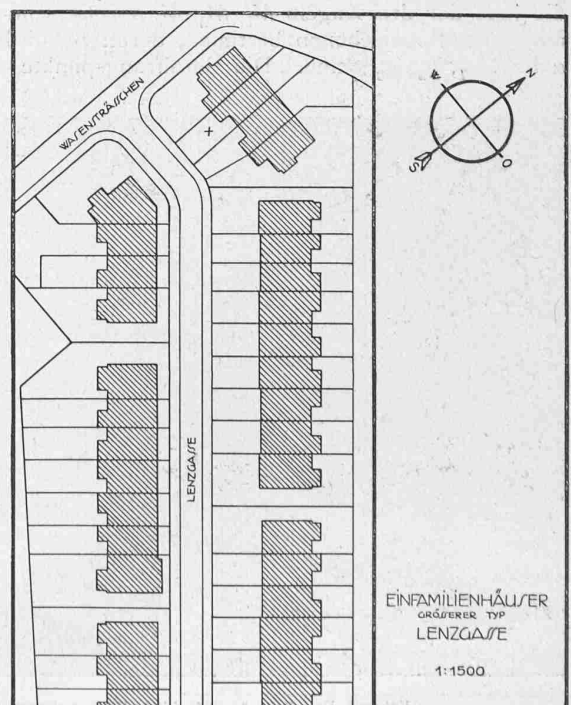 WASENSTRÄSSCHEN
+
LENZGASSE
W
N
S
O
EINFAMILIENHÄUSER
GRÖSSERER TYP
LENZGASSE
1:1500